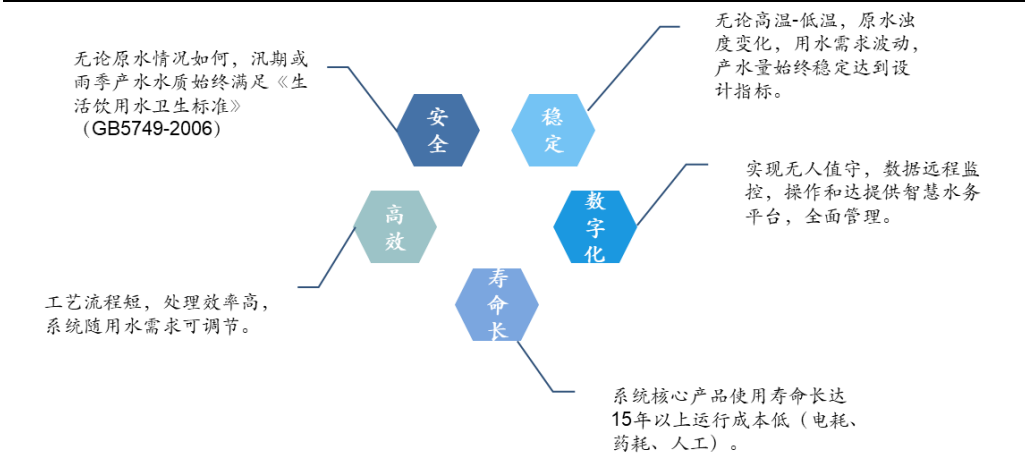 无论原水情况如何，汛期或
雨季产水水质始终满足《生
活饮用水卫生标准》
（GB5749-2006）
安
全
稳
定
无论高温-低温，原水浊
度变化，用水需求波动，
产水量始终稳定达到设
计指标。
高
效
工艺流程短，处理效率高，
系统随用水需求可调节。
数
字
化
实现无人值守，数据远程监
控，操作和达提供智慧水务
平台，全面管理。
寿
命
长
系统核心产品使用寿命长达
15年以上运行成本低（电耗、
药耗、人工）。